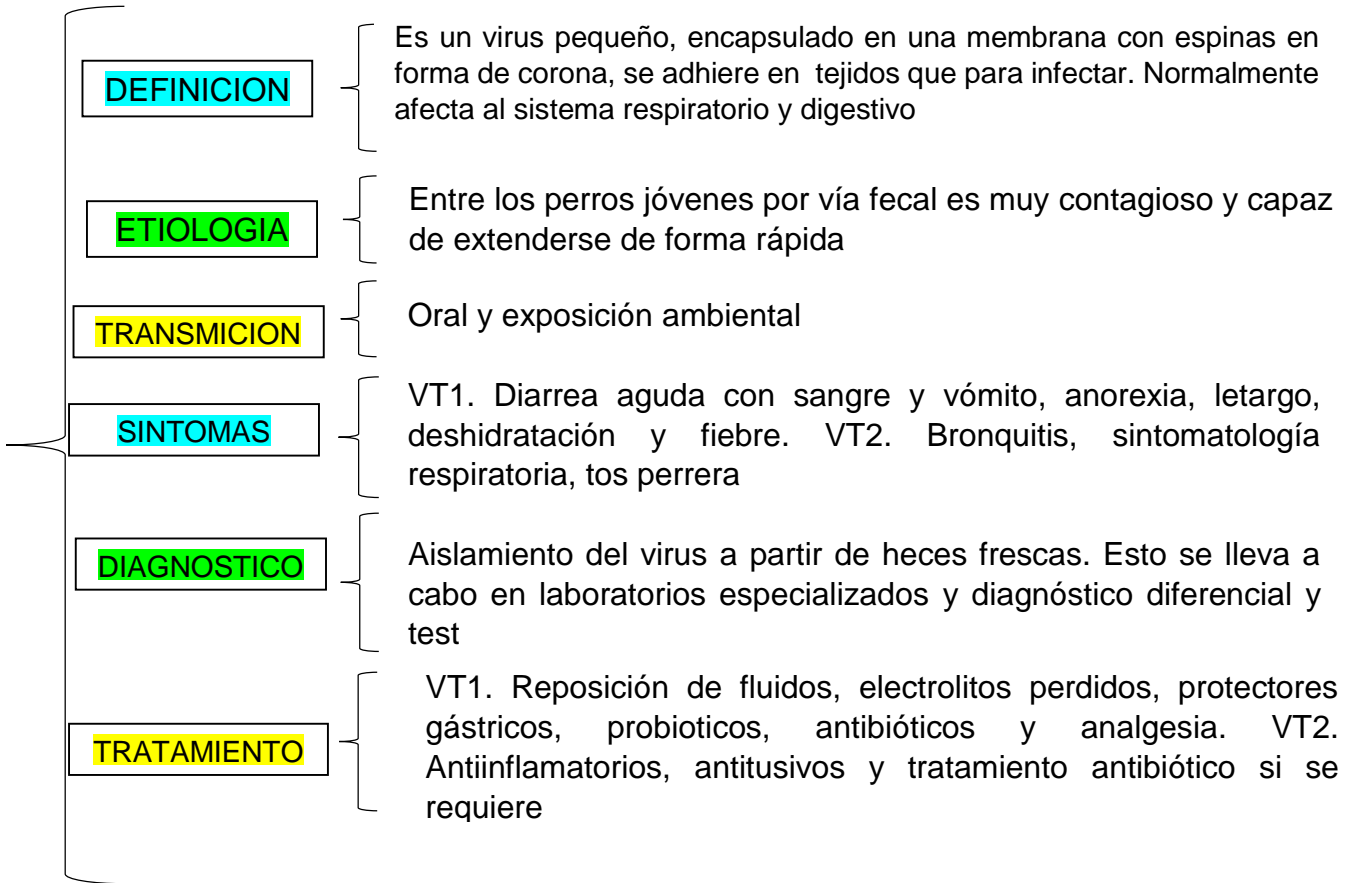 DEFINICION
Es un virus pequeño, encapsulado en una membrana con espinas en
forma de corona, se adhiere en tejidos que para infectar. Normalmente
afecta al sistema respiratorio y digestivo
ETIOLOGIA
Entre los perros jóvenes por vía fecal es muy contagioso y capaz
de extenderse de forma rápida
TRANSMICION
Oral y exposición ambiental
SINTOMAS
VT1. Diarrea aguda con sangre y vómito, anorexia, letargo,
deshidratación y fiebre. VT2. Bronquitis, sintomatología
respiratoria, tos perrera
DIAGNOSTICO
Aislamiento del virus a partir de heces frescas. Esto se lleva a
cabo en laboratorios especializados y diagnóstico diferencial y
test
TRATAMIENTO
VT1. Reposición de fluidos, electrolitos perdidos, protectores
gástricos, probioticos, antibióticos y analgesia. VT2.
Antiinflamatorios, antitusivos y tratamiento antibiótico si se
requiere